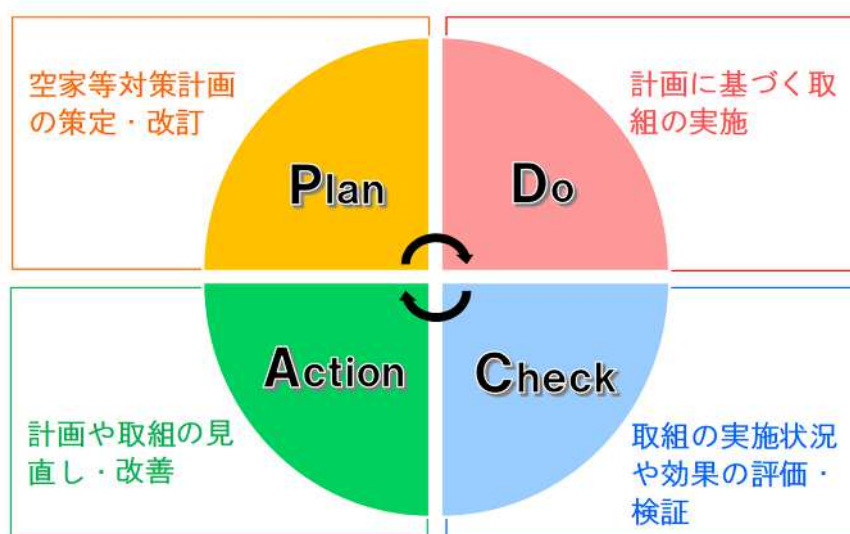 空家等対策計画
の策定・改訂
Plan
計画に基づく取
組の実施
Do
計画や取組の見
直し・改善
Action
取組の実施状況
や効果の評価・
検証
Check